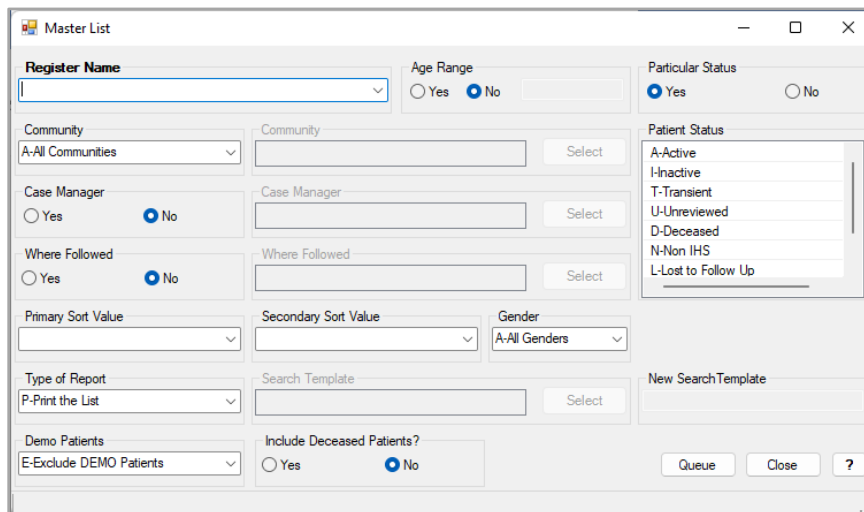 Master List
Register Name
Age Range
Yes No
Particular Status
Yes No
Community
A-All Communities
Community
Select
Patient Status
A-Active
I-Inactive
T-Transient
U-Unreviewed
D-Deceased
N-Non IHS
L-Lost to Follow Up
Case Manager
Yes No
Case Manager
Select
Where Followed
Yes No
Where Followed
Select
Primary Sort Value
Secondary Sort Value
Gender
A-All Genders
Type of Report
P-Print the List
Search Template
Select
New SearchTemplate
Demo Patients
E-Exclude DEMO Patients
Include Deceased Patients?
Yes No
Queue Close ?